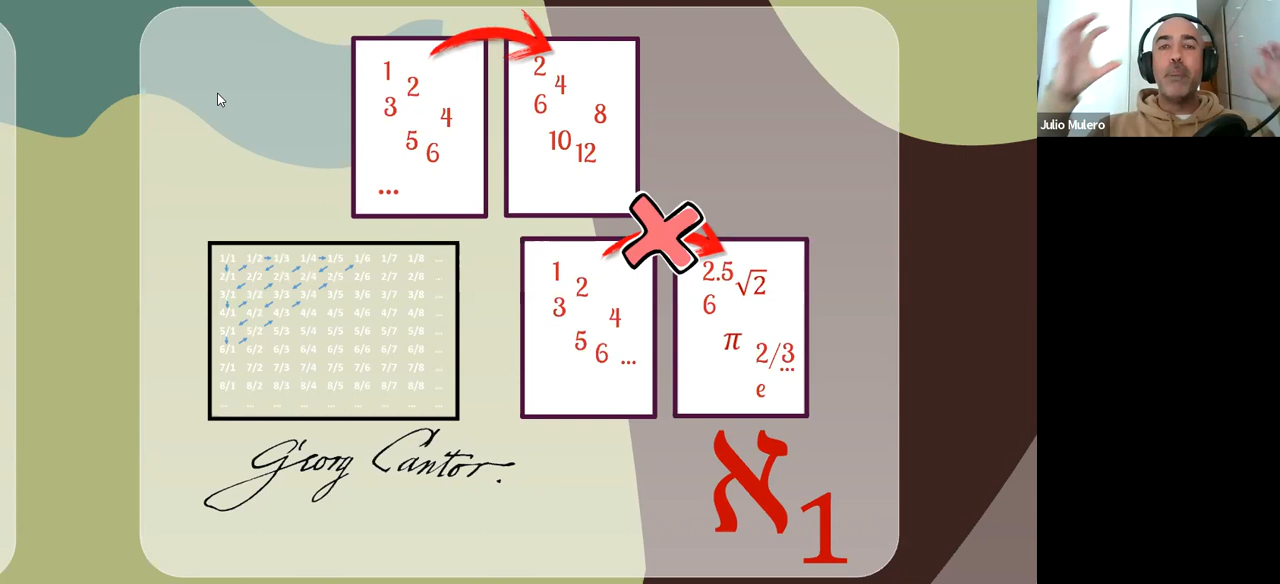 1
2
3
4
5
6
...
2
4
6
8
10
12
Julio Mulero
1/1 1/2 1/3 1/4 1/5 1/6 1/7 1/8 ...
2/1 2/2 2/3 2/4 2/5 2/6 2/7 2/8 ...
3/1 3/2 3/3 3/4 3/5 3/6 3/7 3/8 ...
4/1 4/2 4/3 4/4 4/5 4/6 4/7 4/8 ...
5/1 5/2 5/3 5/4 5/5 5/6 5/7 5/8 ...
6/1 6/2 6/3 6/4 6/5 6/6 6/7 6/8 ...
7/1 7/2 7/3 7/4 7/5 7/6 7/7 7/8 ...
8/1 8/2 8/3 8/4 8/5 8/6 8/7 8/8 ...
... ... ... ... ... ... ... ... ...
1
2
3
4
5
6 ...
2.5 √2
6
π
2/3
...
e
Georg Cantor.
ℵ1